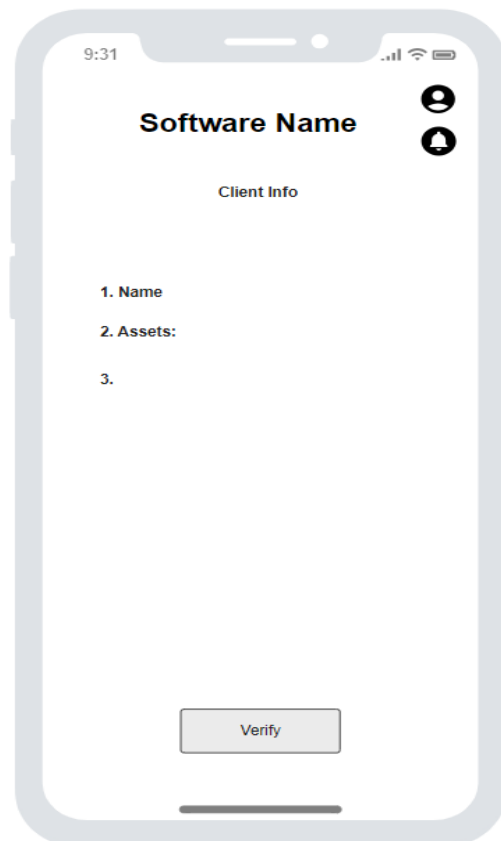 9:31
Software Name
Client Info
1. Name
2. Assets:
3.
Verify